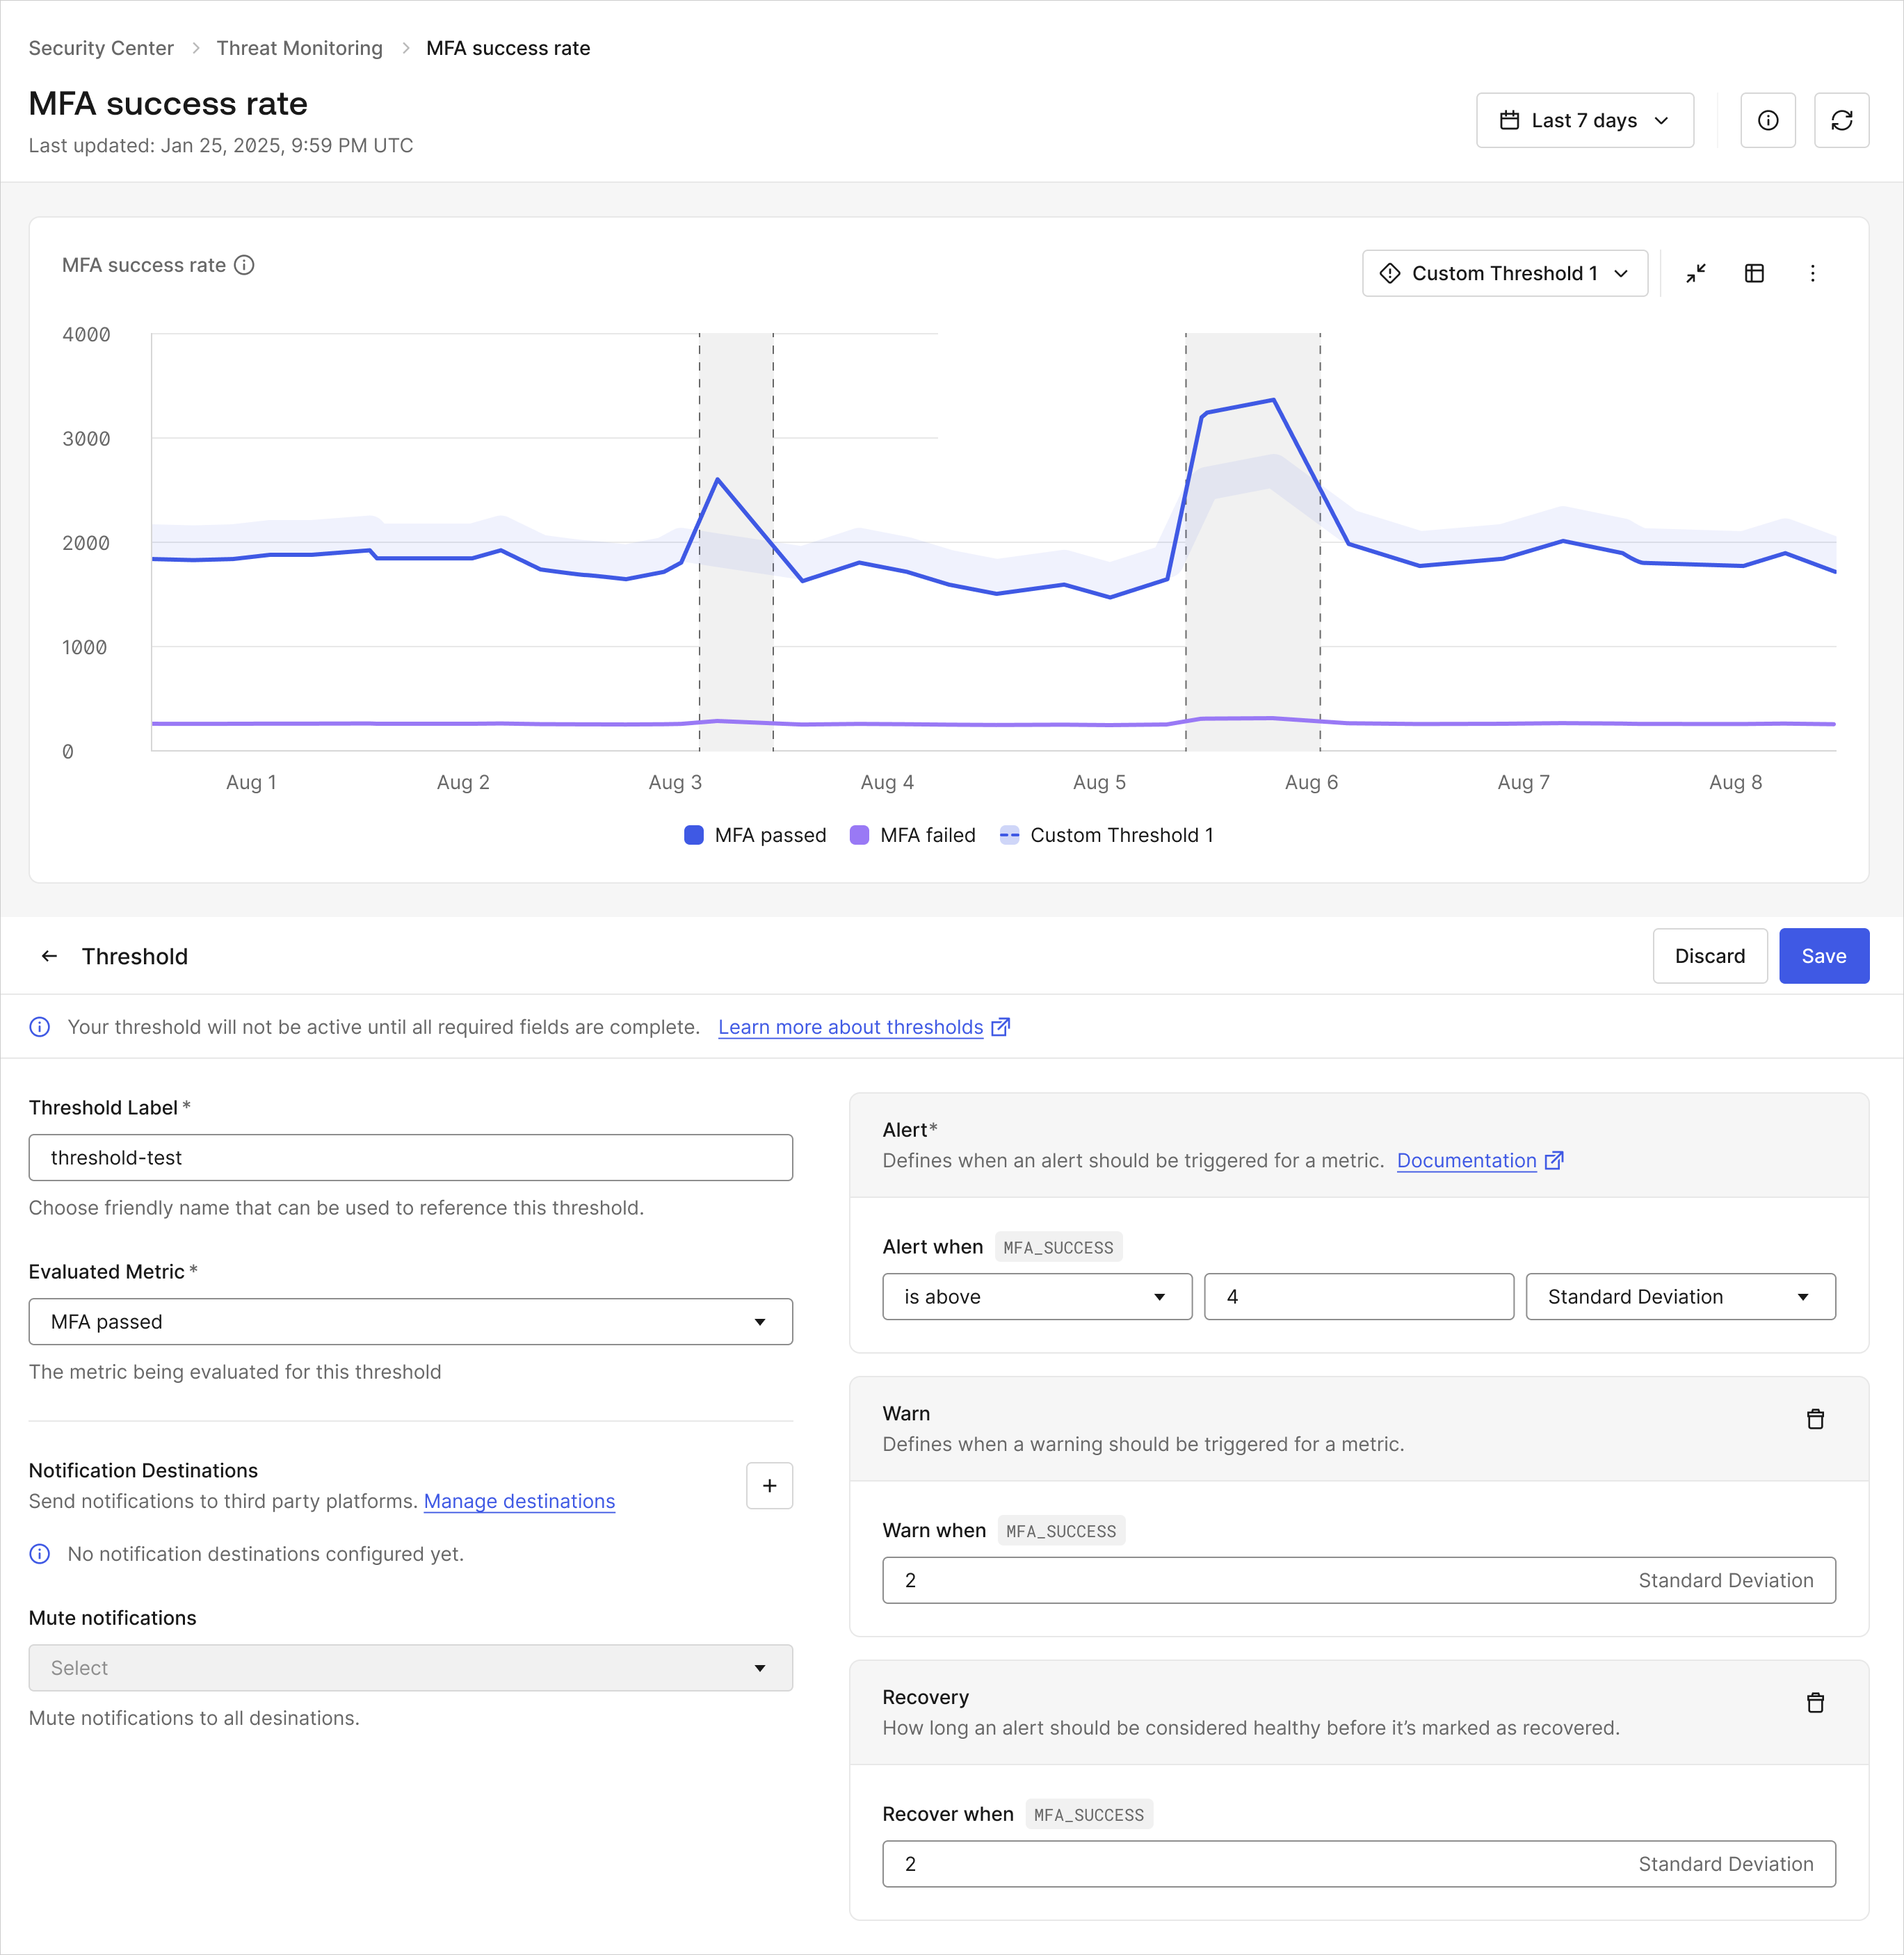 Security Center > Threat Monitoring > MFA success rate
MFA success rate
Last updated: Jan 25, 2025, 9:59 PM UTC
Last 7 days
MFA success rate
Custom Threshold 1
4000
3000
2000
1000
0
Aug 1 Aug 2 Aug 3 Aug 4 Aug 5 Aug 6 Aug 7 Aug 8
MFA passed MFA failed Custom Threshold 1
Threshold
Discard Save
Your threshold will not be active until all required fields are complete. Learn more about thresholds
Threshold Label *
threshold-test
Choose friendly name that can be used to reference this threshold.
Evaluated Metric *
MFA passed
The metric being evaluated for this threshold
Notification Destinations
Send notifications to third party platforms. Manage destinations
No notification destinations configured yet.
Mute notifications
Select
Mute notifications to all desinations.
Alert*
Defines when an alert should be triggered for a metric. Documentation
Alert when MFA_SUCCESS
is above 4 Standard Deviation
Warn
Defines when a warning should be triggered for a metric.
Warn when MFA_SUCCESS
2 Standard Deviation
Recovery
How long an alert should be considered healthy before it’s marked as recovered.
Recover when MFA_SUCCESS
2 Standard Deviation